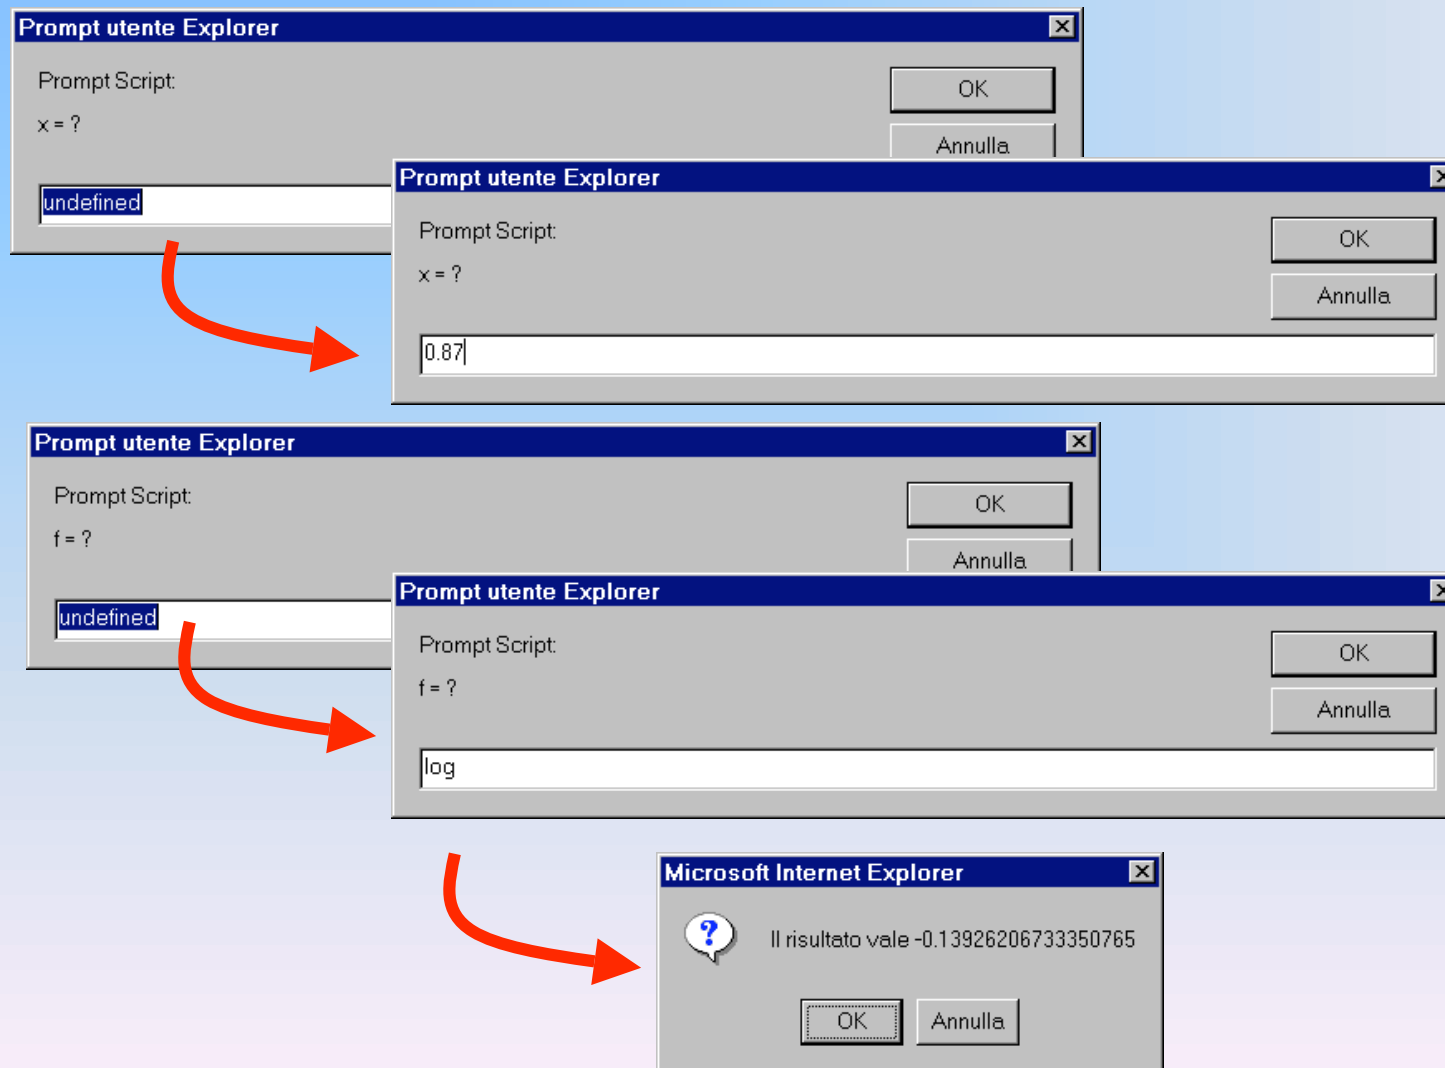 Prompt utente Explorer
Prompt Script:
x = ?
OK
Annulla
undefined
Prompt utente Explorer
Prompt Script:
x = ?
OK
Annulla
0.87
Prompt utente Explorer
Prompt Script:
f = ?
OK
Annulla
undefined
Prompt utente Explorer
Prompt Script:
f = ?
OK
Annulla
log
Microsoft Internet Explorer
Il risultato vale -0.13926206733350765
OK
Annulla